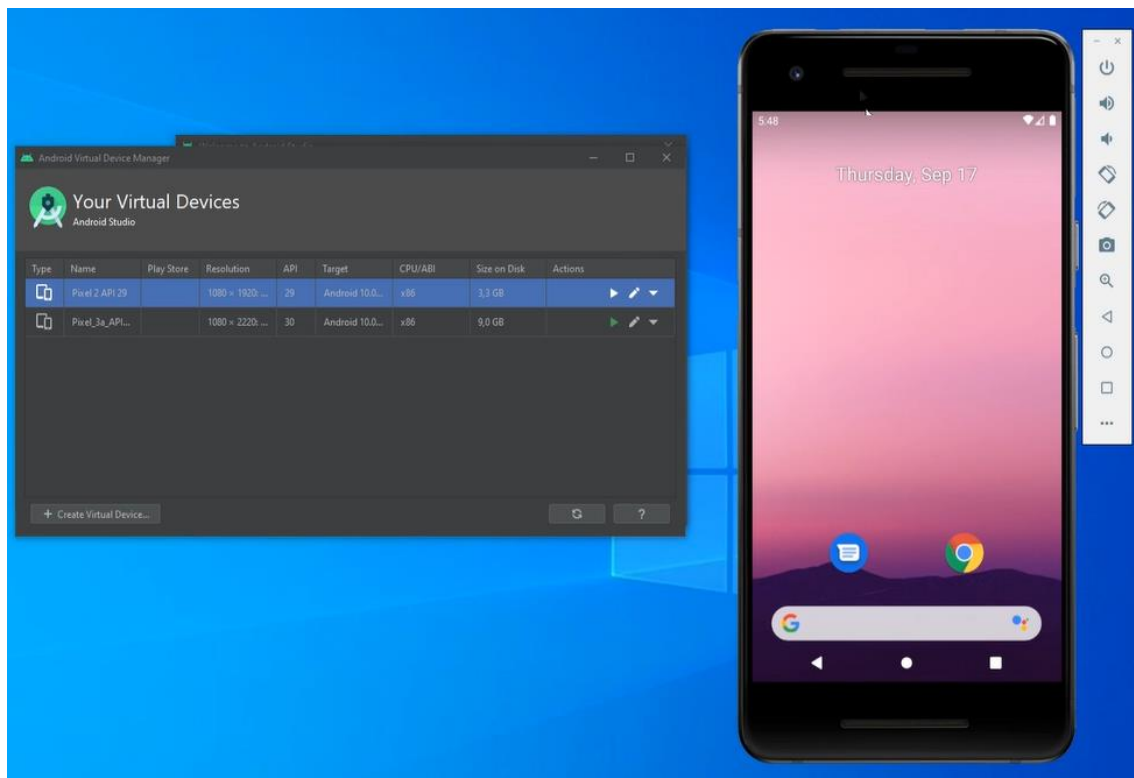 Android Virtual Device Manager
Your Virtual Devices
Android Studio
Type Name Play Store Resolution API Target CPU/ABI Size on Disk Actions
Pixel 2 API 29 1080 × 1920: ... 29 Android 10.0... x86 3,3 GB
Pixel_3a_API... 1080 × 2220: ... 30 Android 10.0... x86 9,0 GB
+ Create Virtual Device...
?
5:48
Thursday, Sep 17